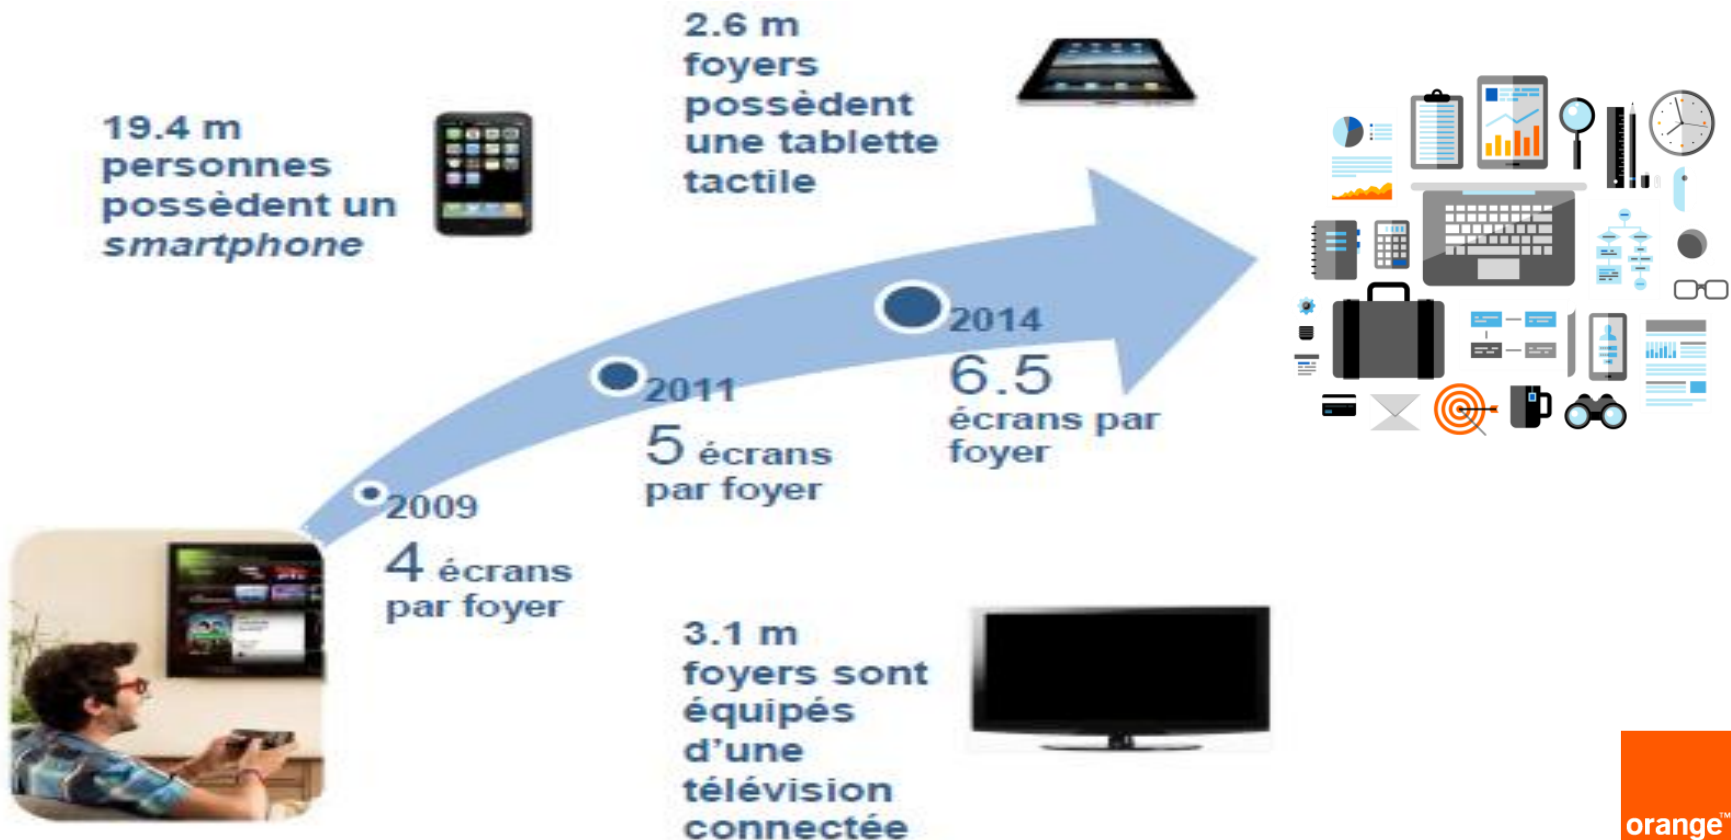 19.4 m
personnes
possèdent un
smartphone
2.6 m
foyers
possèdent
une tablette
tactile
2009
4 écrans
par foyer
2011
5 écrans
par foyer
2014
6.5
écrans par
foyer
3.1 m
foyers sont
équipés
d’une
télévision
connectée
orange™